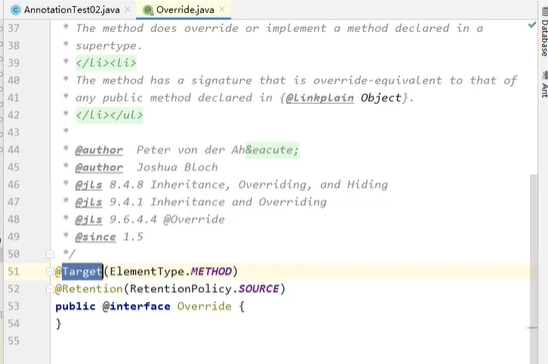 AnnotationTest02.java
Override.java
37 * The method does override or implement a method declared in a
38 * supertype.
39 * </li><li>
40 * The method has a signature that is override-equivalent to that of
41 * any public method declared in {@linkplain Object}.
42 * </li></ul>
43 *
44 * @author Peter von der Ah&eacute;
45 * @author Joshua Bloch
46 * @jls 8.4.8 Inheritance, Overriding, and Hiding
47 * @jls 9.4.1 Inheritance and Overriding
48 * @jls 9.6.4.4 @Override
49 * @since 1.5
50 */
51 @Target(ElementType.METHOD)
52 @Retention(RetentionPolicy.SOURCE)
53 public @interface Override {
54 }
55
Database
Ant